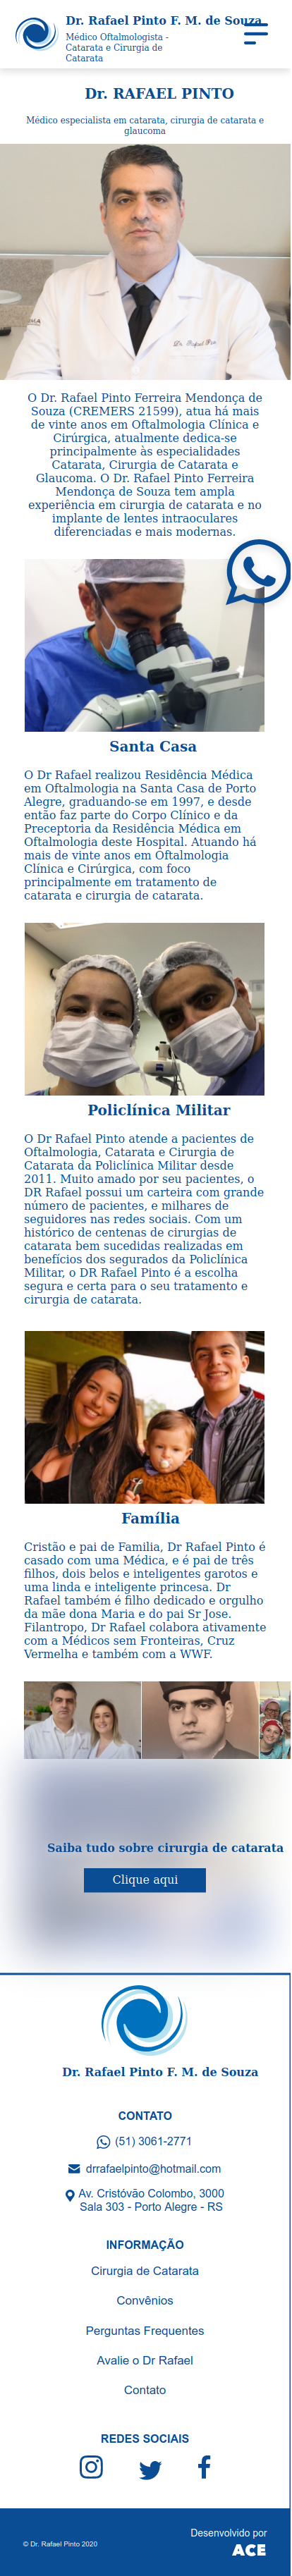 Dr. Rafael Pinto F. M. de Souza
Médico Oftalmologista -
Catarata e Cirurgia de
Catarata
Dr. RAFAEL PINTO
Médico especialista em catarata, cirurgia de catarata e
glaucoma
O Dr. Rafael Pinto Ferreira Mendonça de
Souza (CREMERS 21599), atua há mais
de vinte anos em Oftalmologia Clínica e
Cirúrgica, atualmente dedica-se
principalmente às especialidades
Catarata, Cirurgia de Catarata e
Glaucoma. O Dr. Rafael Pinto Ferreira
Mendonça de Souza tem ampla
experiência em cirurgia de catarata e no
implante de lentes intraoculares
diferenciadas e mais modernas.
Santa Casa
O Dr Rafael realizou Residência Médica
em Oftalmologia na Santa Casa de Porto
Alegre, graduando-se em 1997, e desde
então faz parte do Corpo Clínico e da
Preceptoria da Residência Médica em
Oftalmologia deste Hospital. Atuando há
mais de vinte anos em Oftalmologia
Clínica e Cirúrgica, com foco
principalmente em tratamento de
catarata e cirurgia de catarata.
Policlínica Militar
O Dr Rafael Pinto atende a pacientes de
Oftalmologia, Catarata e Cirurgia de
Catarata da Policlínica Militar desde
2011. Muito amado por seu pacientes, o
DR Rafael possui um carteira com grande
número de pacientes, e milhares de
seguidores nas redes sociais. Com um
histórico de centenas de cirurgias de
catarata bem sucedidas realizadas em
benefícios dos segurados da Policlínica
Militar, o DR Rafael Pinto é a escolha
segura e certa para o seu tratamento e
cirurgia de catarata.
Família
Cristão e pai de Familia, Dr Rafael Pinto é
casado com uma Médica, e é pai de três
filhos, dois belos e inteligentes garotos e
uma linda e inteligente princesa. Dr
Rafael também é filho dedicado e orgulho
da mãe dona Maria e do pai Sr Jose.
Filantropo, Dr Rafael colabora ativamente
com a Médicos sem Fronteiras, Cruz
Vermelha e também com a WWF.
Saiba tudo sobre cirurgia de catarata
Clique aqui
Dr. Rafael Pinto F. M. de Souza
CONTATO
(51) 3061-2771
drrafaelpinto@hotmail.com
Av. Cristóvão Colombo, 3000
Sala 303 - Porto Alegre - RS
INFORMAÇÃO
Cirurgia de Catarata
Convênios
Perguntas Frequentes
Avalie o Dr Rafael
Contato
REDES SOCIAIS
Desenvolvido por
© Dr. Rafael Pinto 2020
ACE